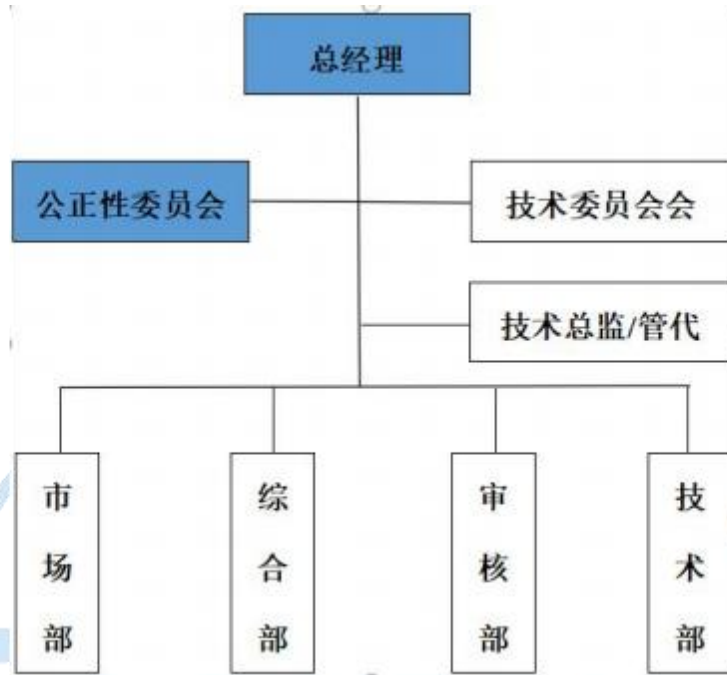 总经理
公正性委员会
技术委员会会
技术总监/管代
市场部
综合部
审核部
技术部